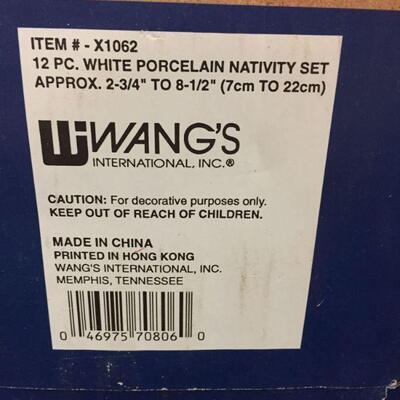 ITEM # - X1062
12 PC. WHITE PORCELAIN NATIVITY SET
APPROX. 2-3/4" TO 8-1/2" (7cm TO 22cm)
Wi WANG'S
INTERNATIONAL, INC.®
CAUTION: For decorative purposes only.
KEEP OUT OF REACH OF CHILDREN.
MADE IN CHINA
PRINTED IN HONG KONG
WANG'S INTERNATIONAL, INC.
MEMPHIS, TENNESSEE
0 46975 70806 0